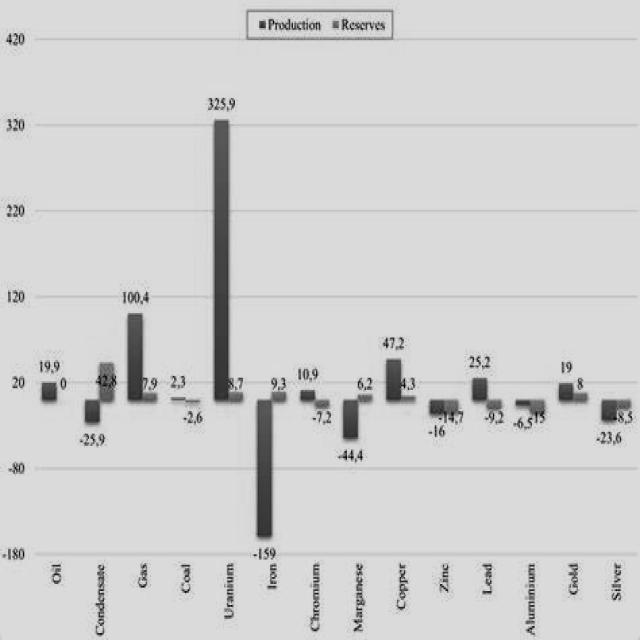 Production Reserves
420
320
220
120
20
-80
-180
19,9
0
-25,9
42,8
100,4
7,9
2,3
-2,6
325,9
8,7
-159
9,3
10,9
-7,2
-44,4
6,2
47,2
4,3
-16
-14,7
25,2
-9,2
-6,5
-15
19
8
-23,6
-8,5
Oil
Condensate
Gas
Coal
Uranium
Iron
Chromium
Marganese
Copper
Zinc
Lead
Aluminium
Gold
Silver